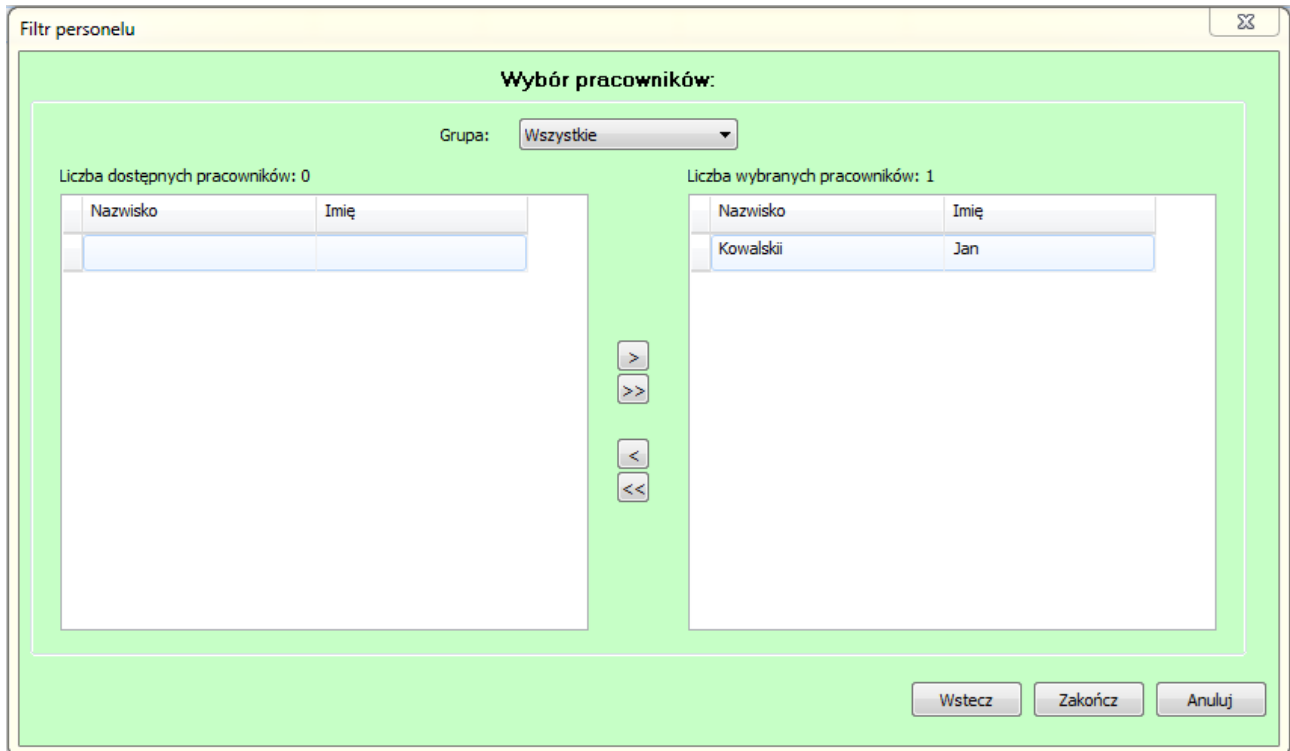 Filtr personelu
Wybór pracowników:
Grupa: Wszystkie
Liczba dostępnych pracowników: 0
Liczba wybranych pracowników: 1
Nazwisko Imię
Nazwisko Imię
Kowalskii Jan
>
>>
<
<<
Wstecz Zakończ Anuluj